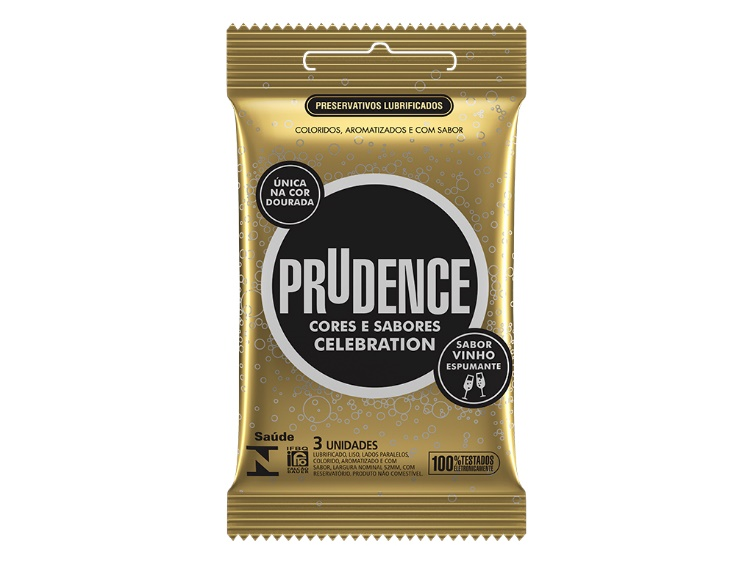 PRESERVATIVOS LUBRIFICADOS
COLORIDOS, AROMATIZADOS E COM SABOR
ÚNICA
NA COR
DOURADA
PRUDENCE
CORES E SABORES
CELEBRATION
SABOR
VINHO
ESPUMANTE
Saúde
IFBQ
3 UNIDADES
LUBRIFICADO, LISO, LADOS PARALELOS,
COLORIDO, AROMATIZADO E COM
SABOR, LARGURA NOMINAL 52MM, COM
RESERVATÓRIO. PRODUTO NÃO COMESTÍVEL.
100% TESTADOS
ELETRONICAMENTE